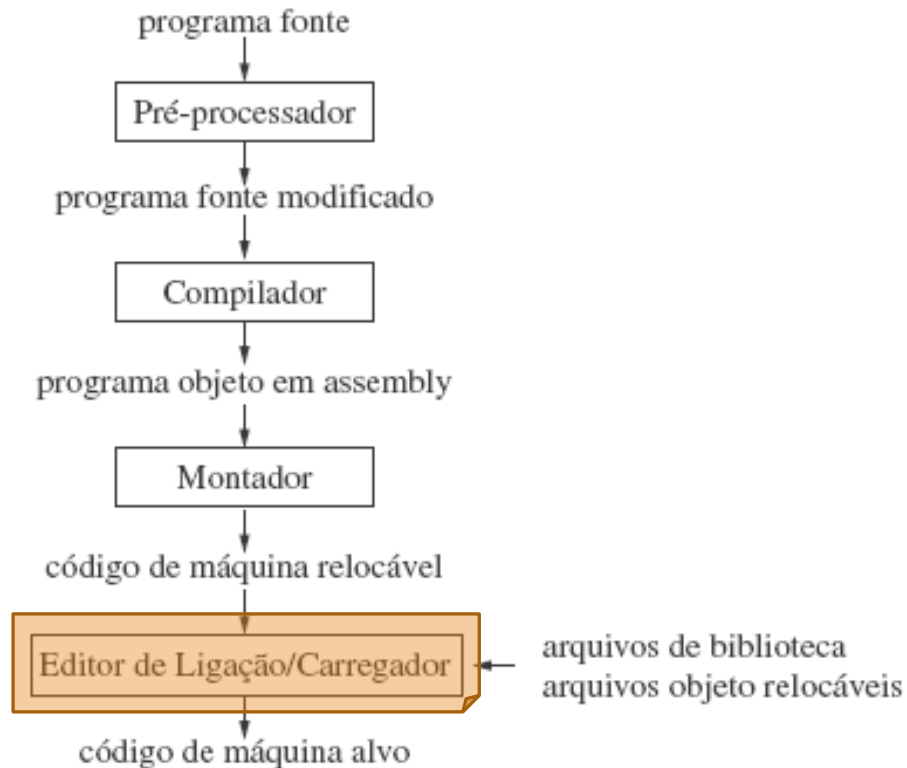 programa fonte
Pré-processador
programa fonte modificado
Compilador
programa objeto em assembly
Montador
código de máquina relocável
Editor de Ligação/Carregador
arquivos de biblioteca
arquivos objeto relocáveis
código de máquina alvo